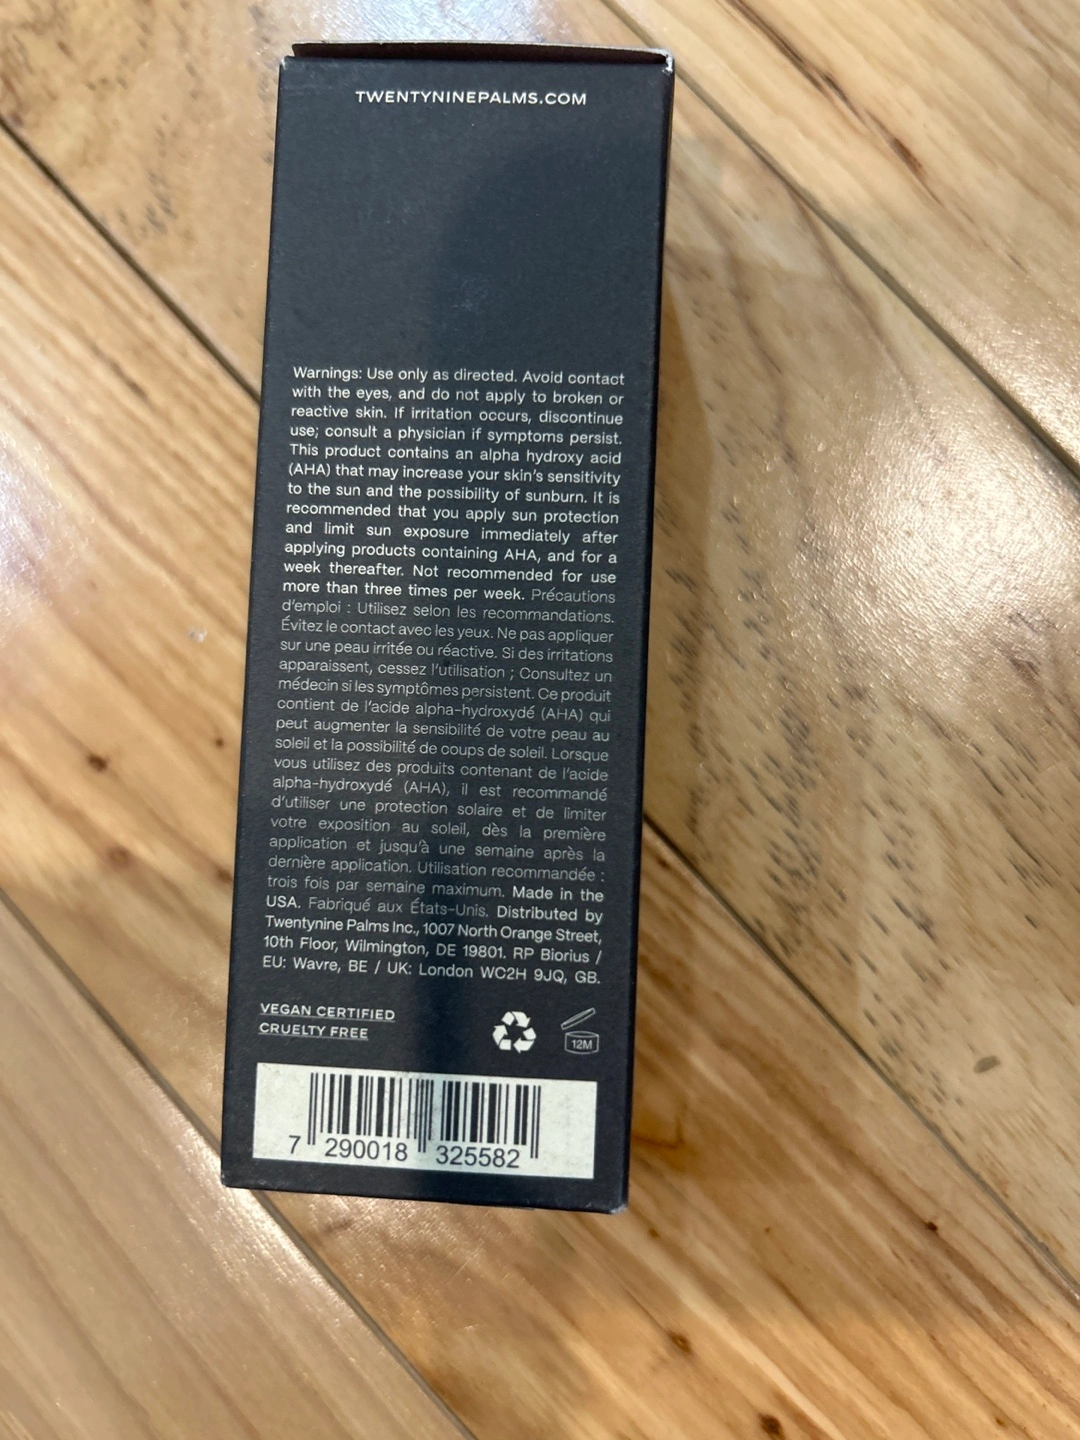 TWENTYNINEPALMS.COM
Warnings: Use only as directed. Avoid contact
with the eyes, and do not apply to broken or
reactive skin. If irritation occurs, discontinue
use; consult a physician if symptoms persist.
This product contains an alpha hydroxy acid
(AHA) that may increase your skin's sensitivity
to the sun and the possibility of sunburn. It is
recommended that you apply sun protection
and limit sun exposure immediately after
applying products containing AHA, and for a
week thereafter. Not recommended for use
more than three times per week. Précautions
d'emploi : Utilisez selon les recommandations.
Évitez le contact avec les yeux. Ne pas appliquer
sur une peau irritée ou réactive. Si des irritations
apparaissent, cessez l'utilisation ; Consultez un
médecin si les symptômes persistent. Ce produit
contient de l'acide alpha-hydroxydé (AHA) qui
peut augmenter la sensibilité de votre peau au
soleil et la possibilité de coups de soleil. Lorsque
vous utilisez des produits contenant de l'acide
alpha-hydroxydé (AHA), il est recommandé
d'utiliser une protection solaire et de limiter
votre exposition au soleil, dès la première
application et jusqu'à une semaine après la
dernière application. Utilisation recommandée :
trois fois par semaine maximum. Made in the
USA. Fabriqué aux États-Unis. Distributed by
Twentynine Palms Inc., 1007 North Orange Street,
10th Floor, Wilmington, DE 19801. RP Biorius /
EU: Wavre, BE / UK: London WC2H 9JQ, GB.
VEGAN CERTIFIED
CRUELTY FREE
12M
7 290018 325582